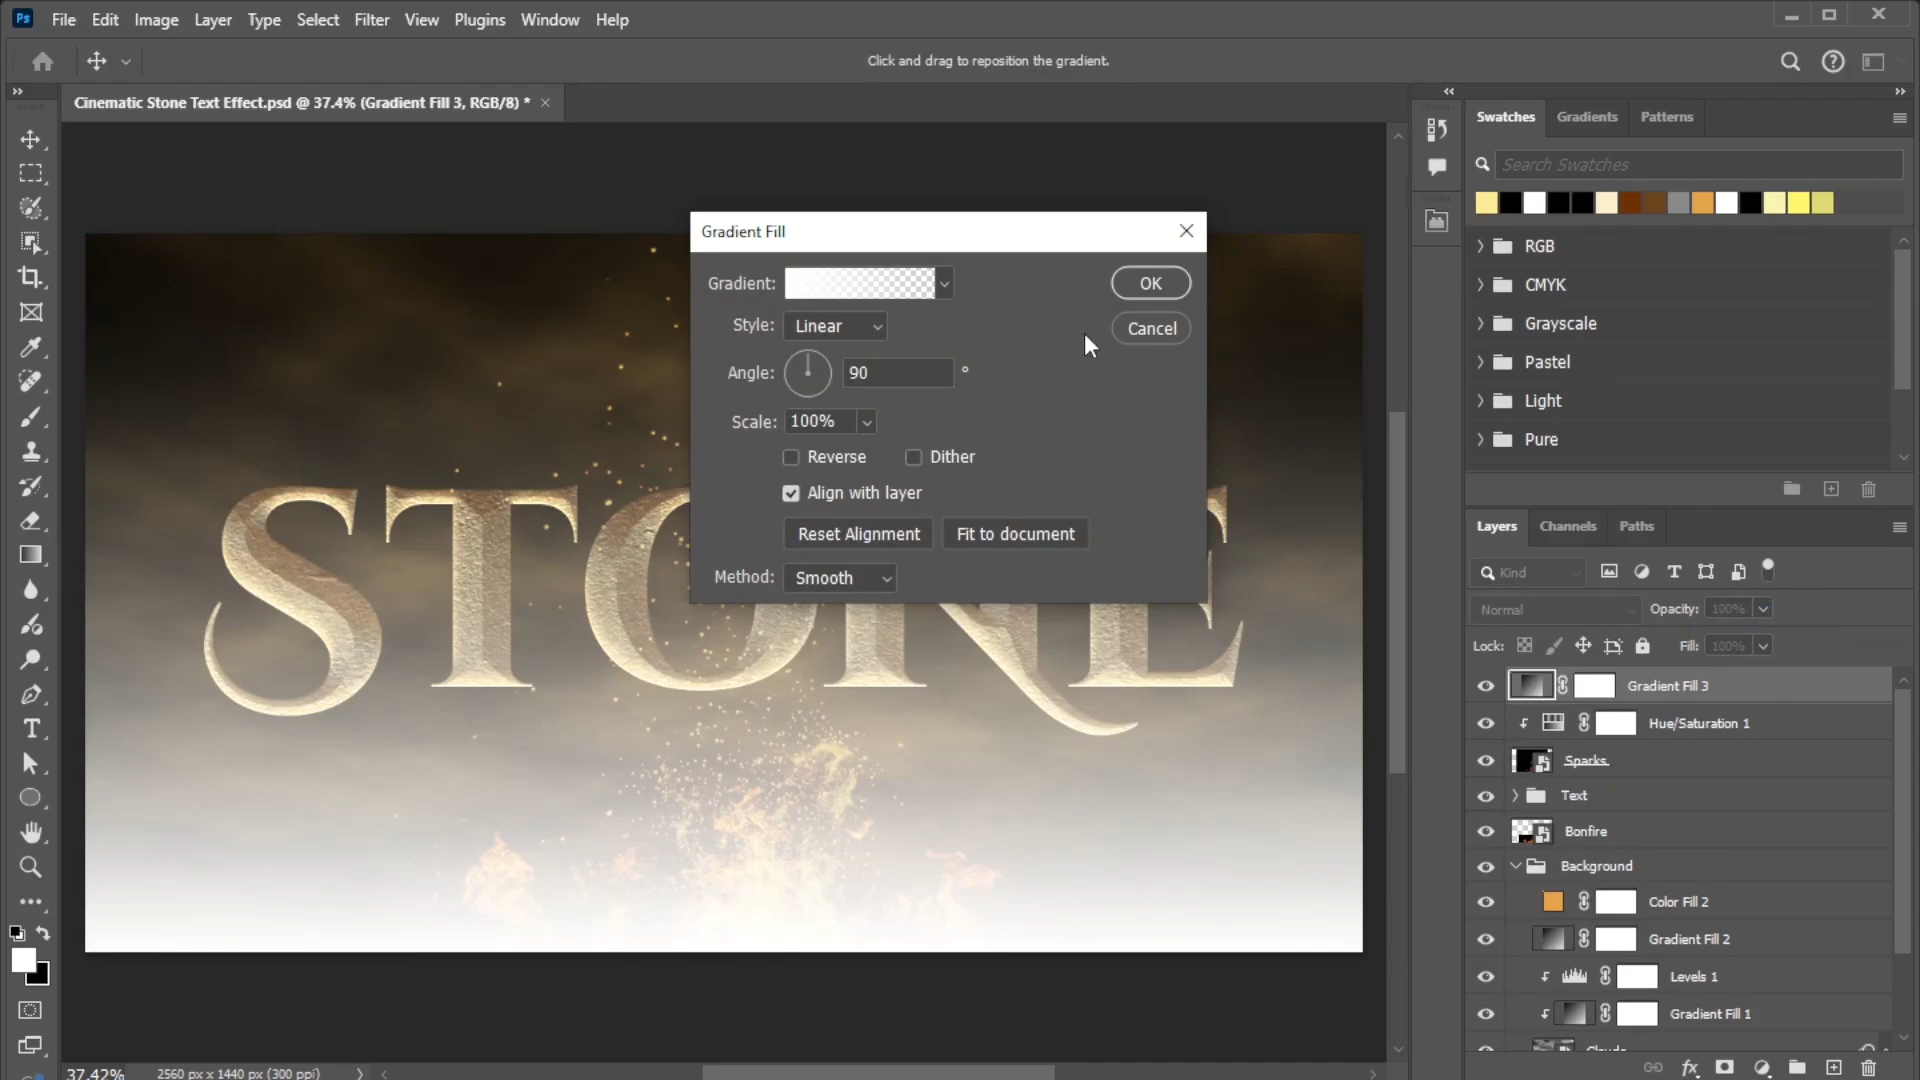 Ps File Edit Image Layer Type Select Filter View Plugins Window Help
Click and drag to reposition the gradient.
Cinematic Stone Text Effect.psd @ 37.4% (Gradient Fill 3, RGB/8) *
Gradient Fill
Gradient:
OK
Style: Linear
Cancel
Angle: 90 °
Scale: 100%
Reverse Dither
Align with layer
Reset Alignment Fit to document
Method: Smooth
STONE
37.42% 2560 px x 1440 px (300 ppi)
Swatches Gradients Patterns
Search Swatches
RGB
CMYK
Grayscale
Pastel
Light
Pure
Layers Channels Paths
Kind
Normal Opacity: 100%
Lock: Fill: 100%
Gradient Fill 3
Hue/Saturation 1
Sparks
Text
Bonfire
Background
Color Fill 2
Gradient Fill 2
Levels 1
Gradient Fill 1
Clouds
fx